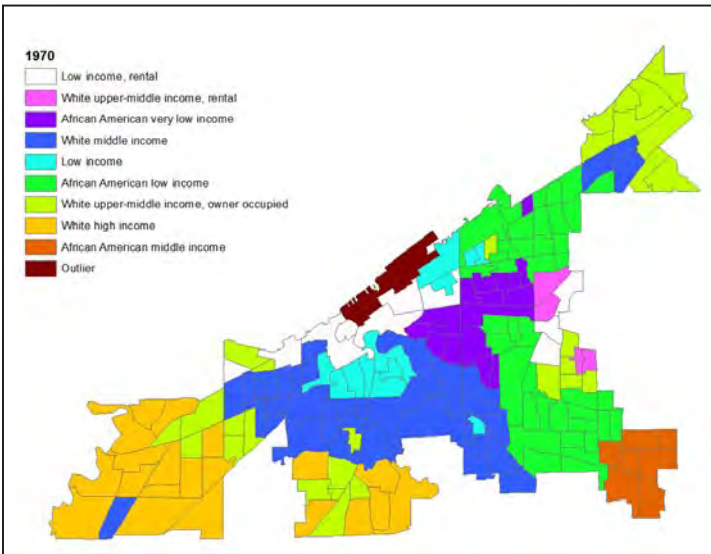 1970
Low income, rental
White upper-middle income, rental
African American very low income
White middle income
Low income
African American low income
White upper-middle income, owner occupied
White high income
African American middle income
Outlier